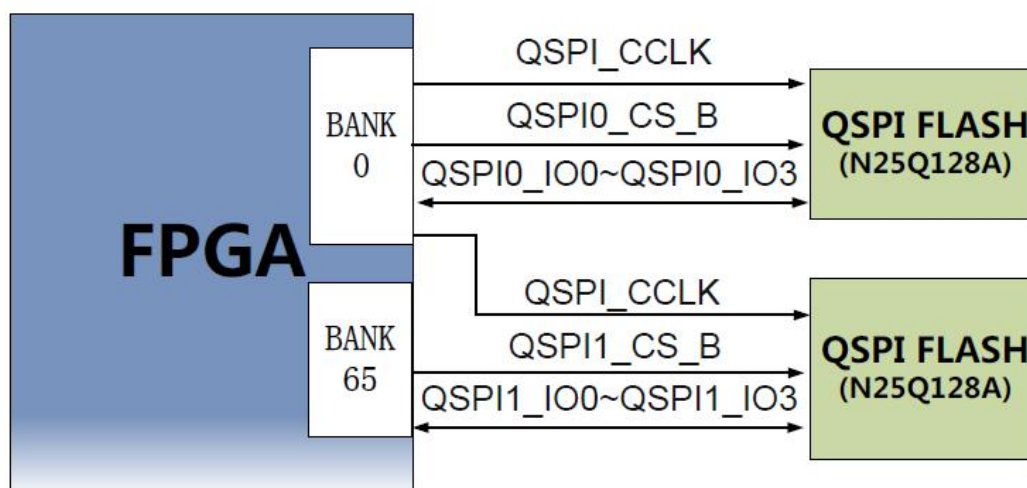 FPGA
BANK
0
QSPI_CCLK
QSPI0_CS_B
QSPI0_IO0~QSPI0_IO3
QSPI FLASH
(N25Q128A)
BANK
65
QSPI_CCLK
QSPI1_CS_B
QSPI1_IO0~QSPI1_IO3
QSPI FLASH
(N25Q128A)